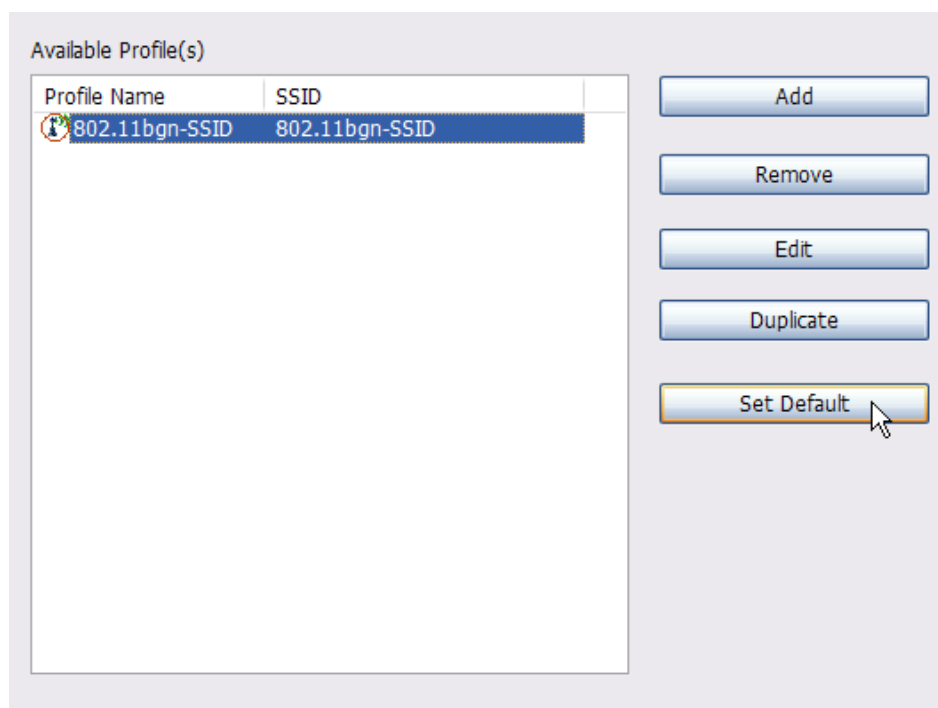 Available Profile(s)
Profile Name SSID
802.11bgn-SSID 802.11bgn-SSID
Add
Remove
Edit
Duplicate
Set Default